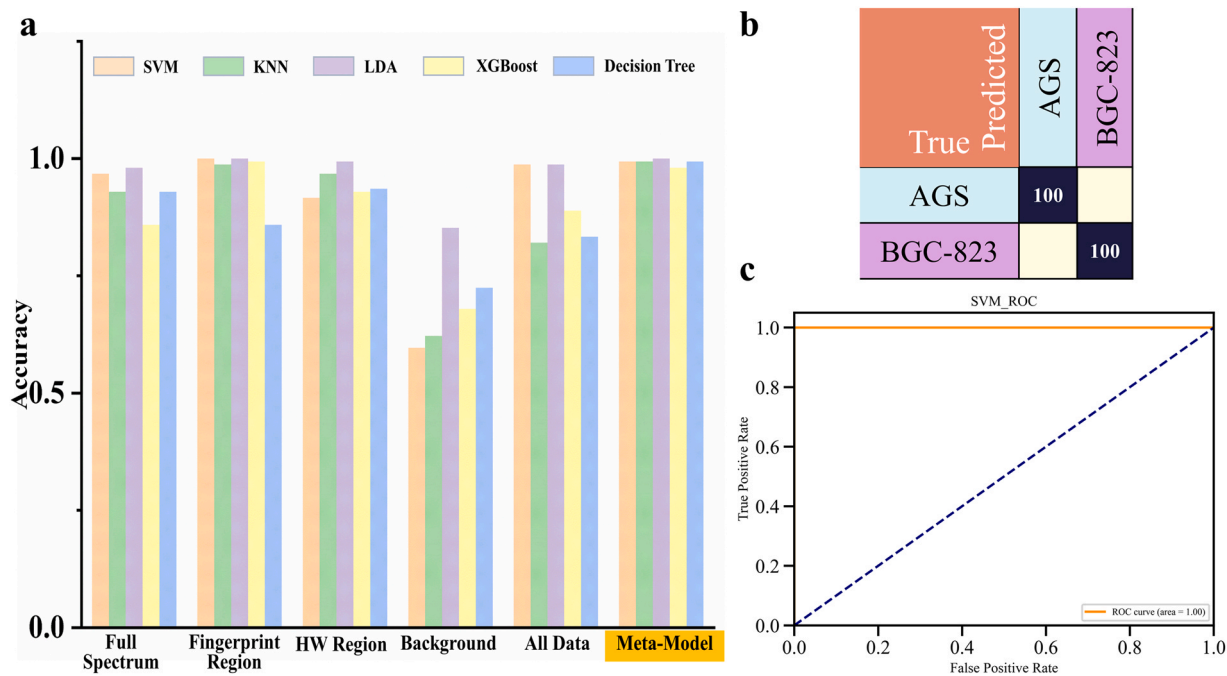 a
SVM
KNN
LDA
XGBoost
Decision Tree
Accuracy
1.0
0.5
0.0
Full
Spectrum
Fingerprint
Region
HW Region
Background
All Data
Meta-Model
b
True
Predicted
AGS
BGC-823
AGS
100
BGC-823
100
c
SVM_ROC
True Positive Rate
1.0
0.8
0.6
0.4
0.2
0.0
0.0
0.2
0.4
0.6
0.8
1.0
False Positive Rate
ROC curve (area = 1.00)